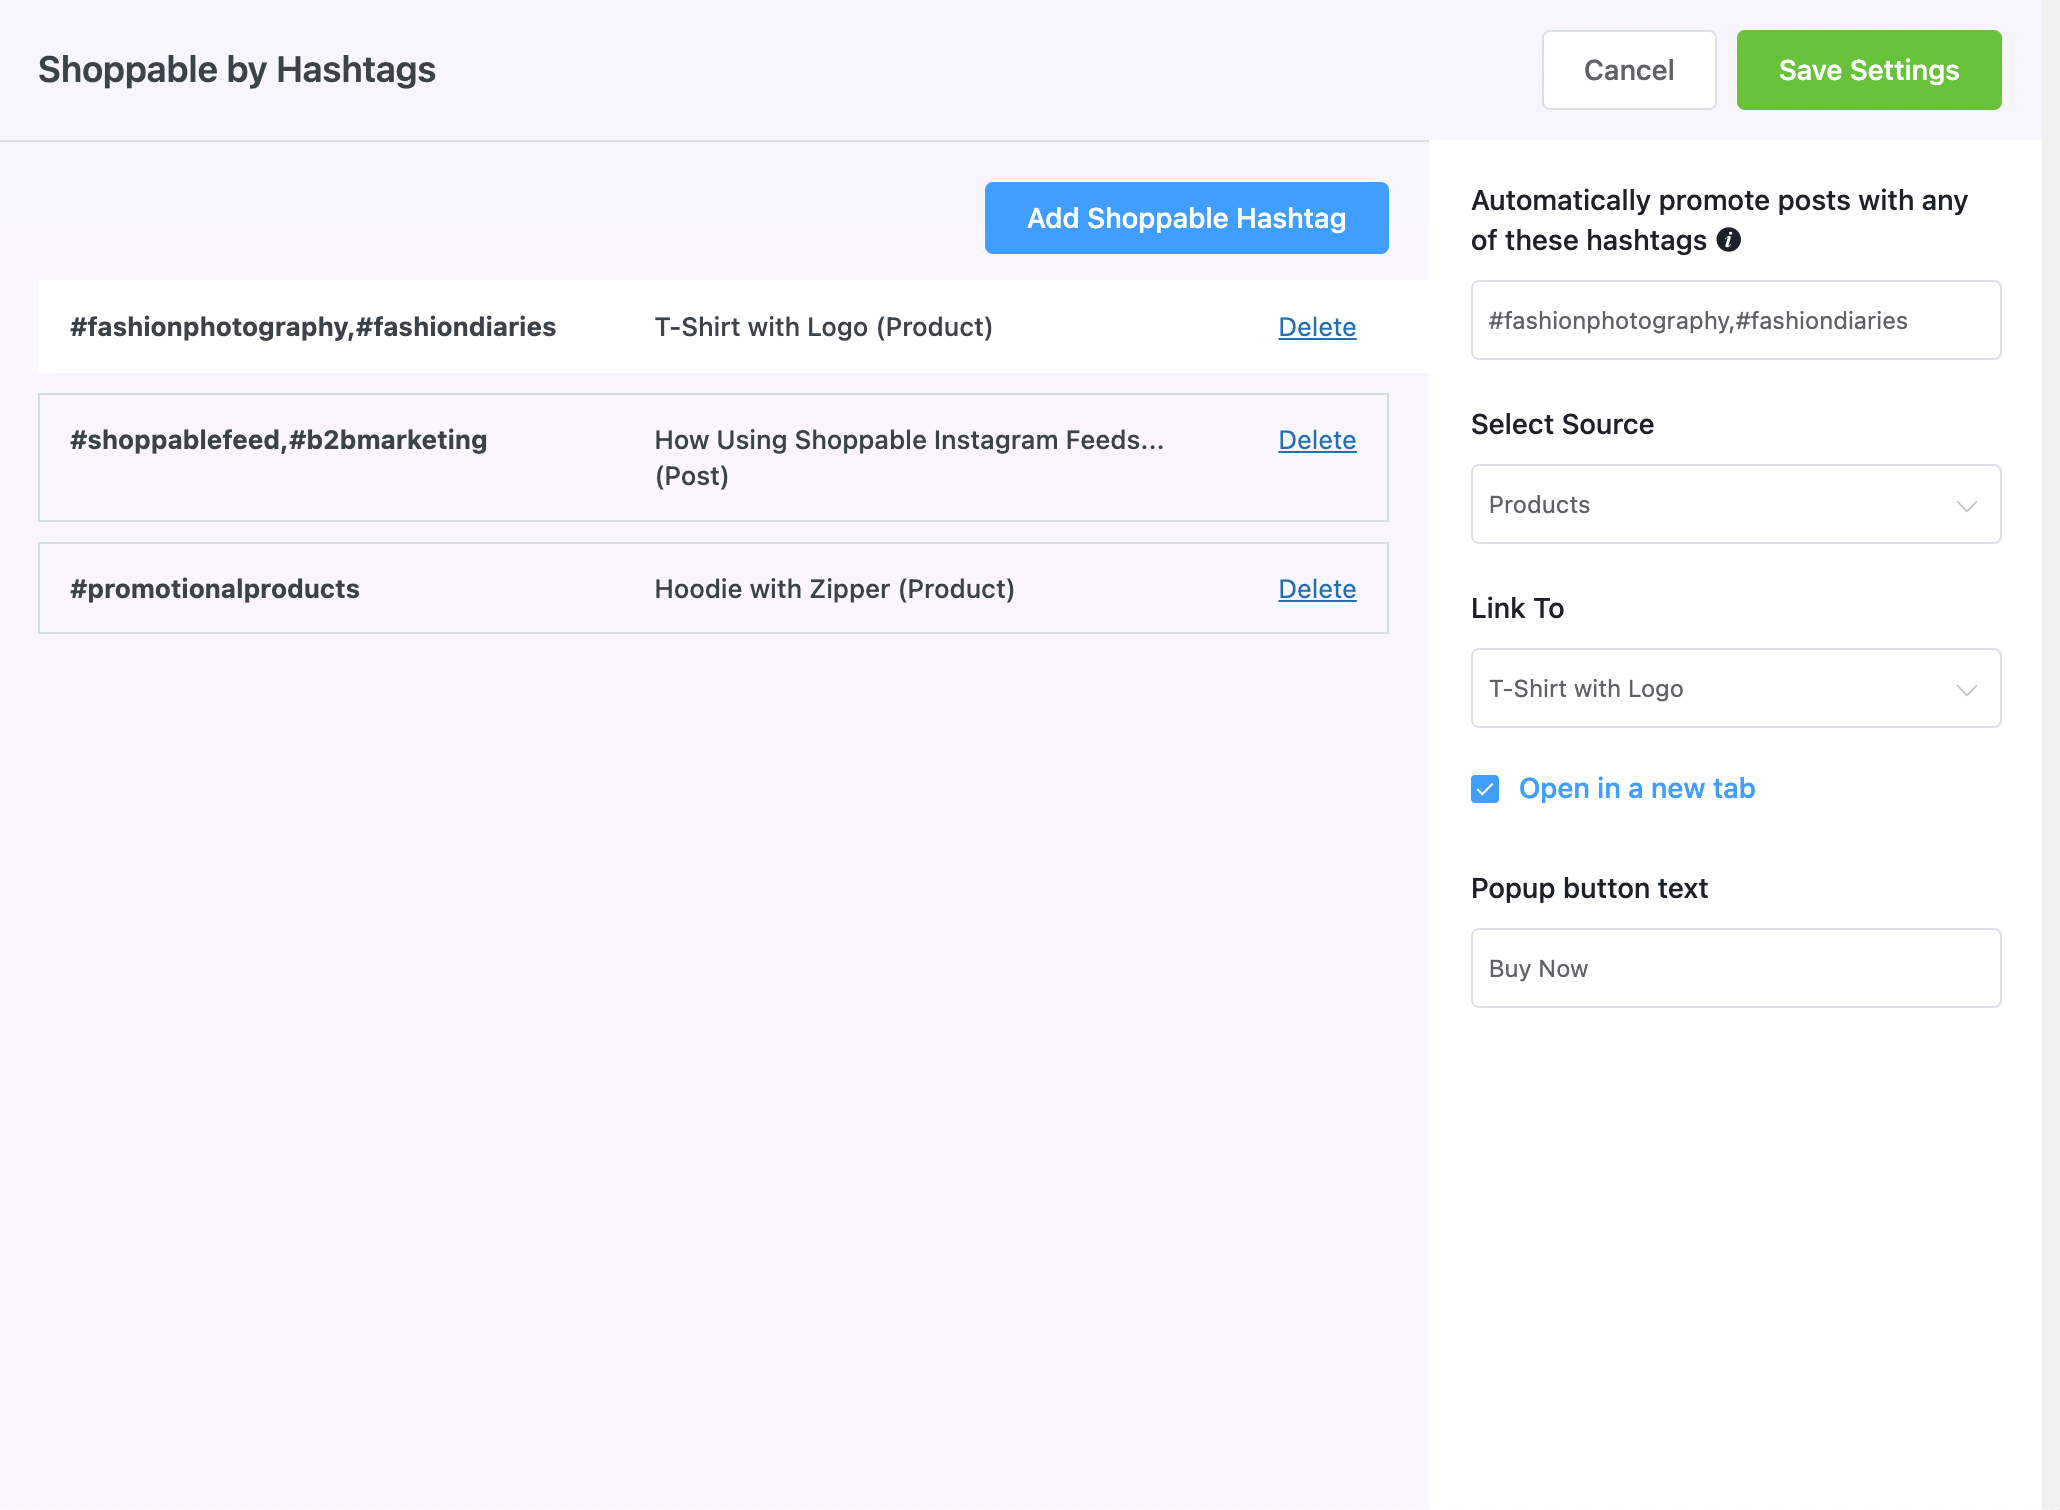 Shoppable by Hashtags
Cancel
Save Settings
Add Shoppable Hashtag
#fashionphotography,#fashiondiaries
T-Shirt with Logo (Product)
Delete
#shoppablefeed,#b2bmarketing
How Using Shoppable Instagram Feeds...
(Post)
Delete
#promotionalproducts
Hoodie with Zipper (Product)
Delete
Automatically promote posts with any
of these hashtags
#fashionphotography,#fashiondiaries
Select Source
Products
Link To
T-Shirt with Logo
Open in a new tab
Popup button text
Buy Now